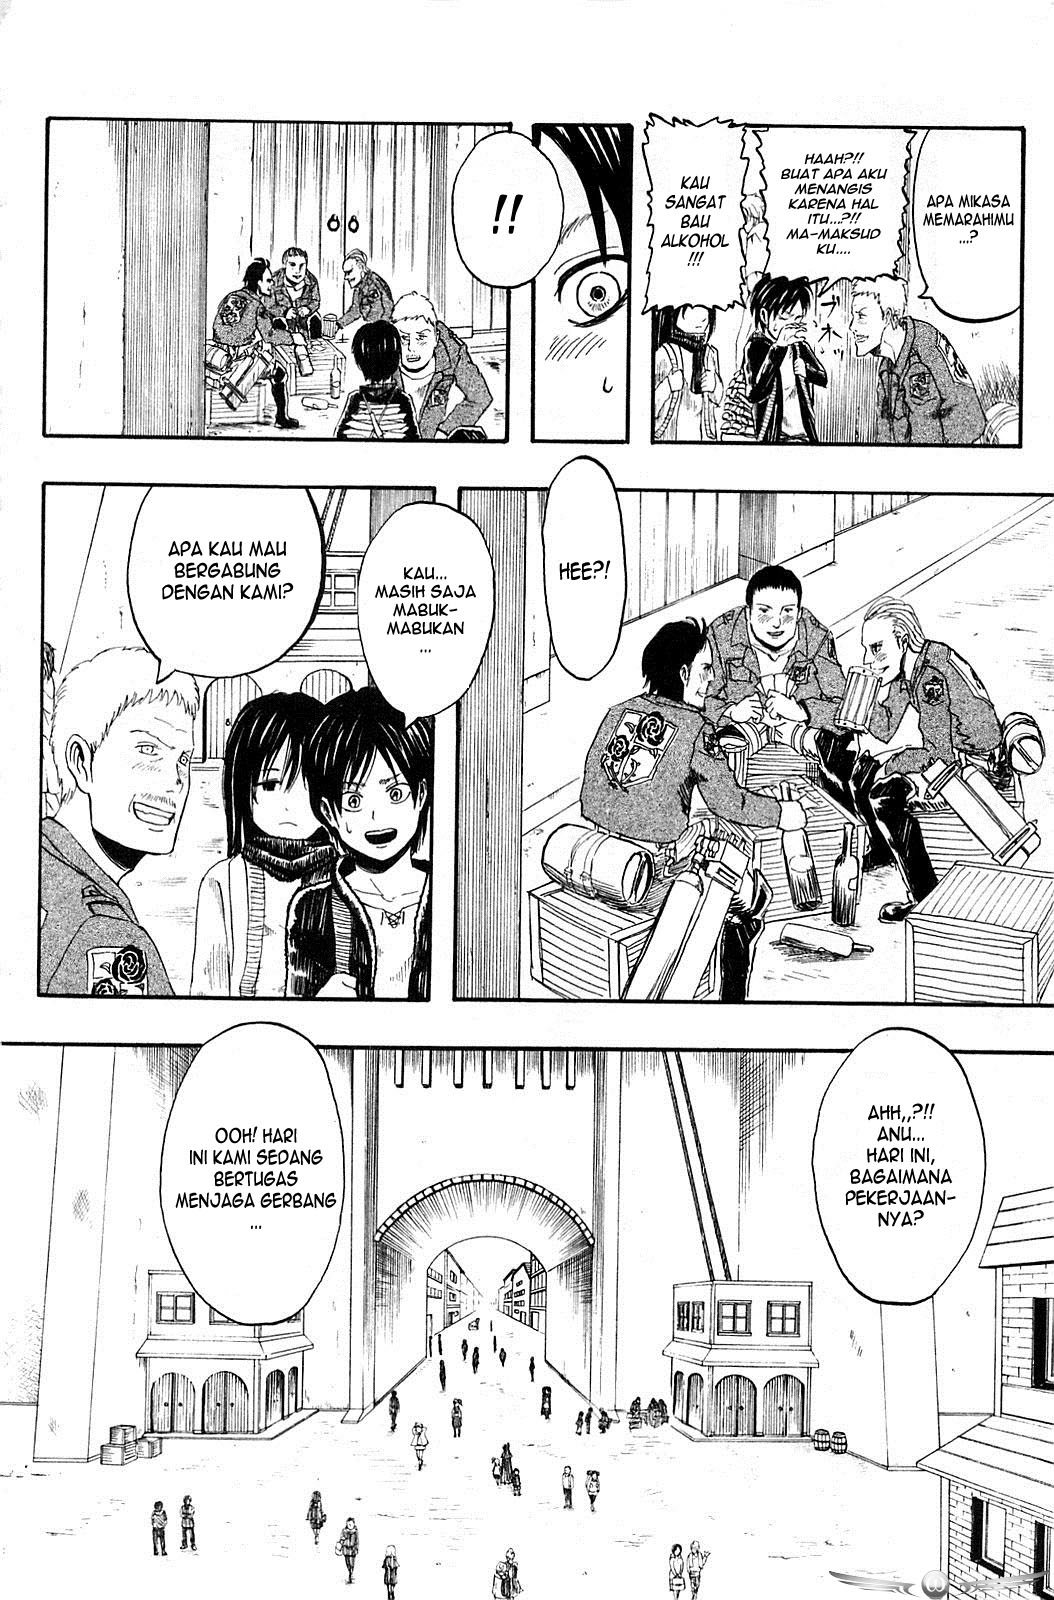 APA MIKASA
MEMARAHIMU
....?
HAAH?!!
BUAT APA AKU
MENANGIS
KARENA HAL
ITU...?!!
MA-MAKSUD
KU....
KAU
SANGAT
BAU
ALKOHOL
!!!
!!
HEE?!
KAU...
MASIH SAJA
MABUK-
MABUKAN
...
APA KAU MAU
BERGABUNG
DENGAN KAMI?
AHH,,?!!
ANU...
HARI INI,
BAGAIMANA
PEKERJAAN-
NYA?
OOH! HARI
INI KAMI SEDANG
BERTUGAS
MENJAGA GERBANG
...